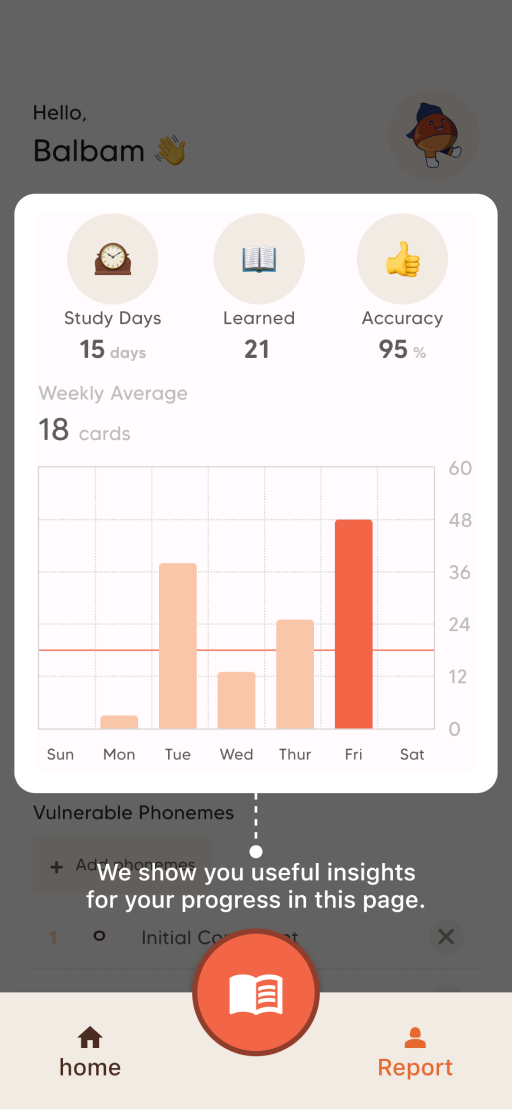 Hello,
Balbam 👋
Study Days
15 days
Learned
21
Accuracy
95 %
Weekly Average
18 cards
60
48
36
24
12
0
Sun Mon Tue Wed Thur Fri Sat
Vulnerable Phonemes
+ Add phonemes
We show you useful insights
for your progress in this page.
1 ㅇ Initial
home
Report